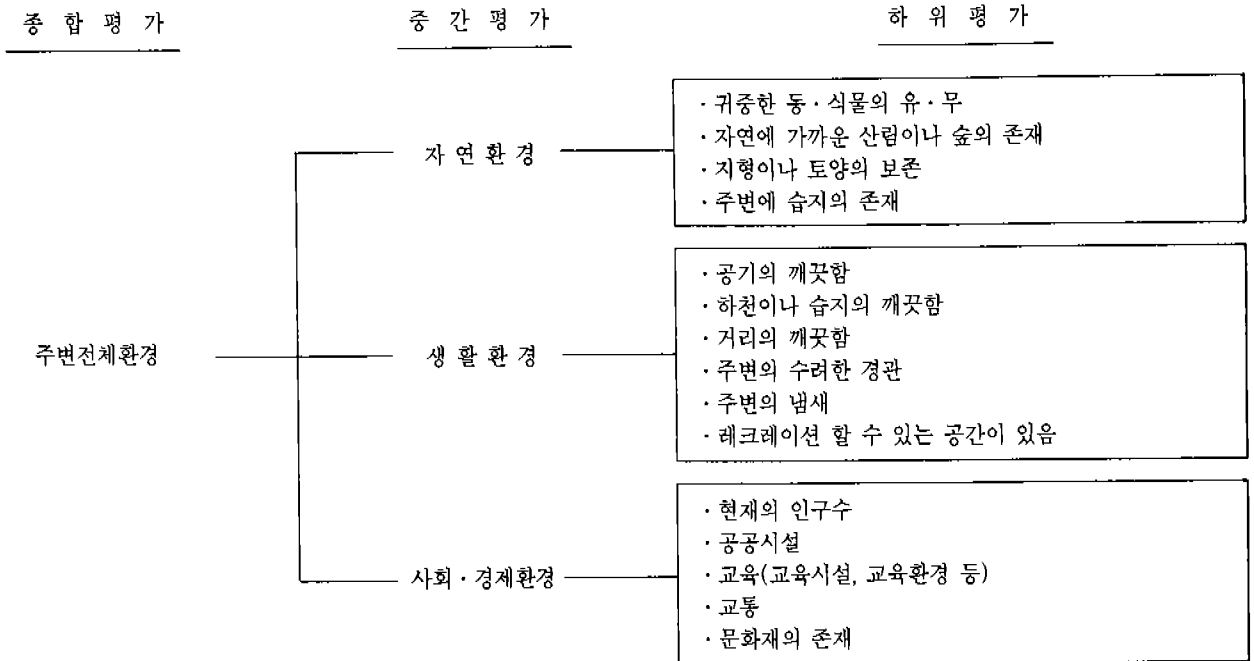 종 합 평 가
중 간 평 가
하 위 평 가
주변전체환경
자 연 환 경
· 귀중한 동 · 식물의 유 · 무
· 자연에 가까운 산림이나 숲의 존재
· 지형이나 토양의 보존
· 주변에 습지의 존재
생 활 환 경
· 공기의 깨끗함
· 하천이나 습지의 깨끗함
· 거리의 깨끗함
· 주변의 수려한 경관
· 주변의 냄새
· 레크레이션 할 수 있는 공간이 있음
사회 · 경제환경
· 현재의 인구수
· 공공시설
· 교육(교육시설, 교육환경 등)
· 교통
· 문화재의 존재